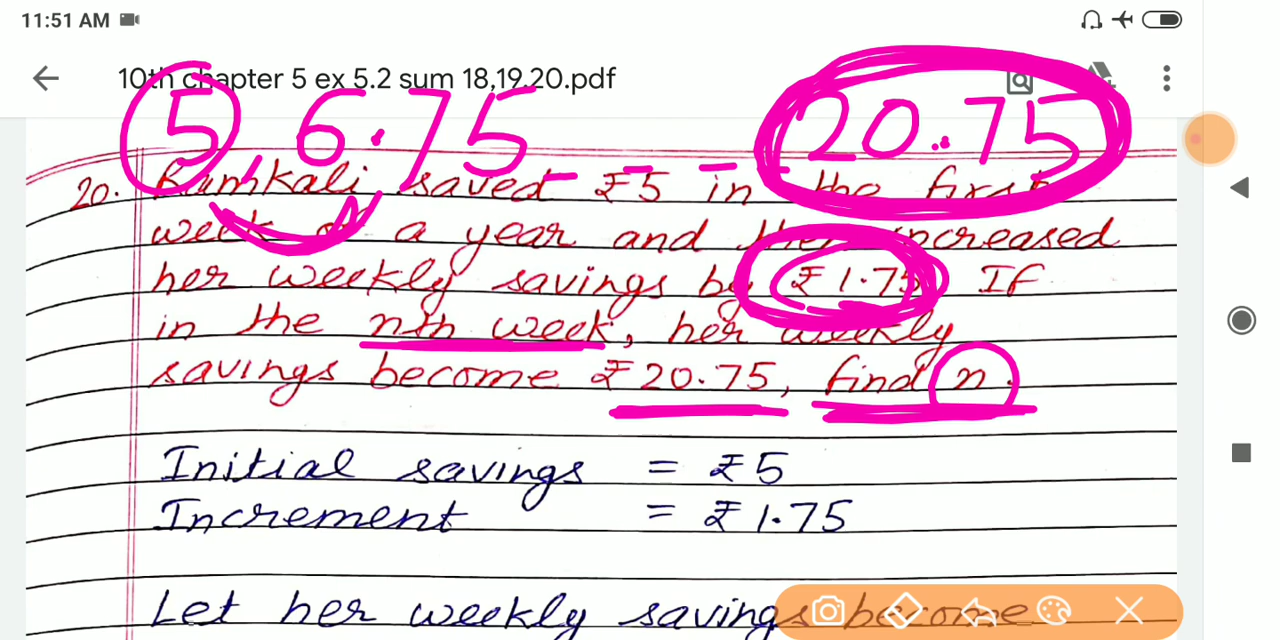 11:51 AM
10th chapter 5 ex 5.2 sum 18,19,20.pdf
5, 6.75, – – – 20.75
20. Ramkali saved ₹5 in the first
week of a year and then increased
her weekly savings by ₹1.75 If
in the nth week, her weekly
savings become ₹20.75, find n.
Initial savings = ₹5
Increment = ₹1.75
Let her weekly savings become